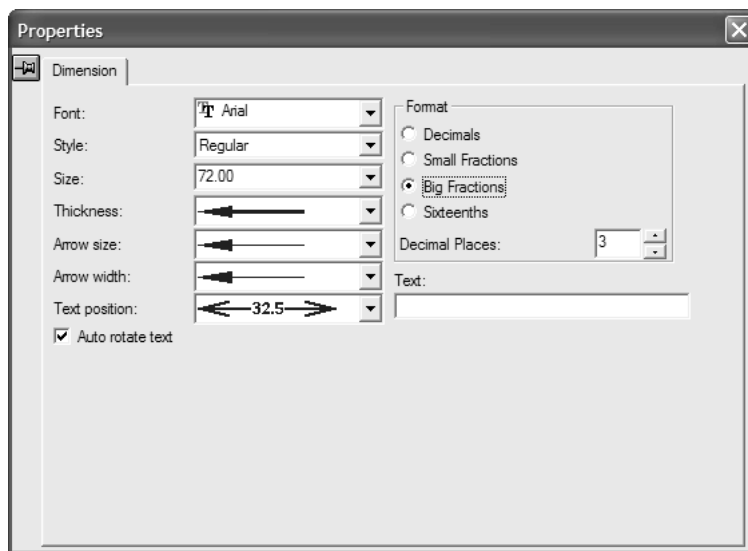 Properties
Dimension
Font:
Arial
Style:
Regular
Size:
72.00
Thickness:
Arrow size:
Arrow width:
Text position:
32.5
Auto rotate text
Format
Decimals
Small Fractions
Big Fractions
Sixteenths
Decimal Places:
3
Text: